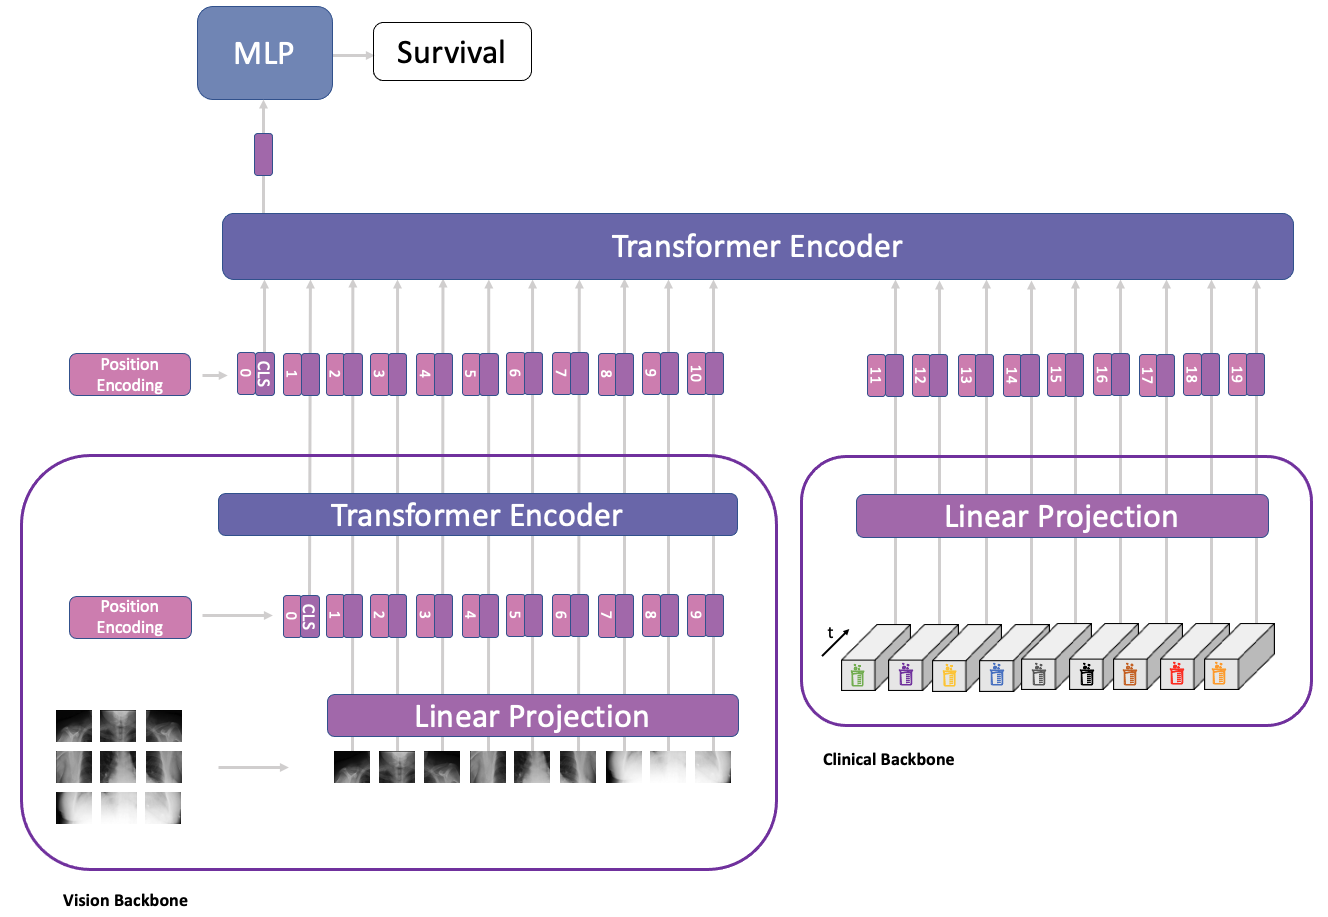 MLP
Survival
Transformer Encoder
Position
Encoding
0 CLS 1 2 3 4 5 6 7 8 9 10 11 12 13 14 15 16 17 18 19
Transformer Encoder
Linear Projection
Position
Encoding
0 CLS 1 2 3 4 5 6 7 8 9
t
Linear Projection
Clinical Backbone
Vision Backbone